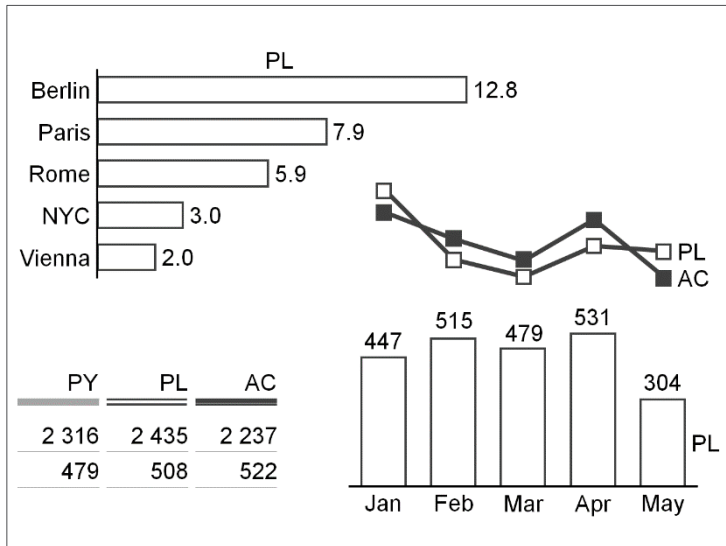 PL
Berlin 12.8
Paris 7.9
Rome 5.9
NYC 3.0
Vienna 2.0
PL
AC
PY PL AC
2 316 2 435 2 237
479 508 522
447 515 479 531 304
PL
Jan Feb Mar Apr May